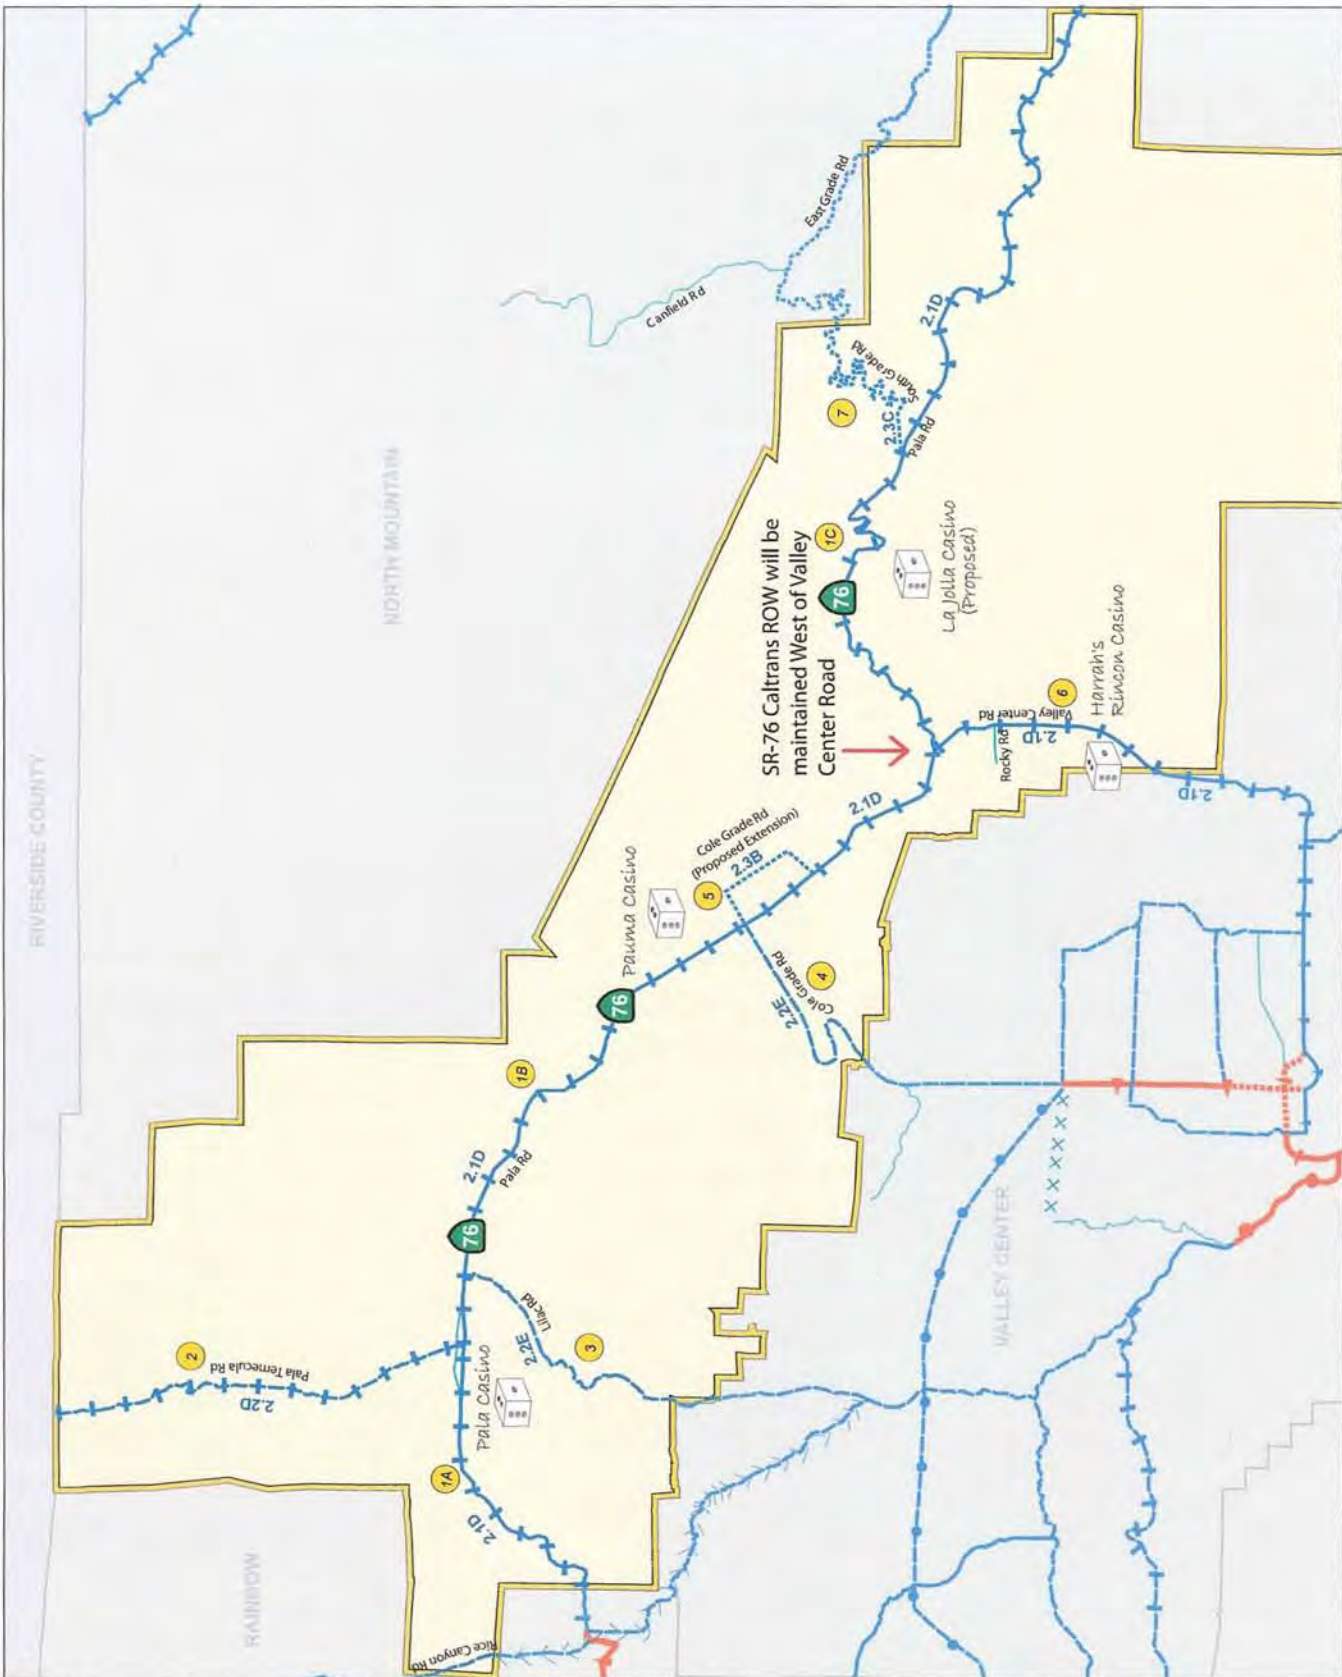 RIVERSIDE COUNTY
RAINBOW
NORTH MOUNTAIN
VALLEY CENTER
Rice Canyon Rd
2.1D
1A
Pala Casino
2
Pala Temecula Rd
2.2D
3
Lilac Rd
2.2E
76
2.1D
Pala Rd
1B
76
Pauma Casino
5
Cole Grade Rd
(Proposed Extension)
2.3B
4
Cole Grade Rd
2.2E
2.1D
SR-76 Caltrans ROW will be
maintained West of Valley
Center Road
76
1C
La Jolla Casino
(Proposed)
Rocky Rd
Valley Center Rd
2.1D
6
Harrah's
Rincon Casino
2.1D
7
2.3C
South Grade Rd
Pala Rd
2.1D
Canfield Rd
East Grade Rd